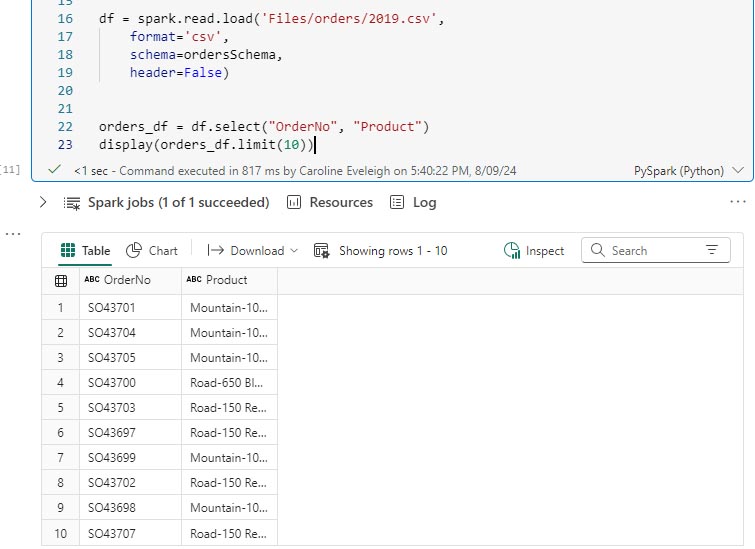 15
16 df = spark.read.load('Files/orders/2019.csv',
17 format='csv',
18 schema=ordersSchema,
19 header=False)
20
21
22 orders_df = df.select("OrderNo", "Product")
23 display(orders_df.limit(10))
[11] <1 sec - Command executed in 817 ms by Caroline Eveleigh on 5:40:22 PM, 8/09/24 PySpark (Python)
Spark jobs (1 of 1 succeeded) Resources Log ...
...
Table Chart Download Showing rows 1 - 10 Inspect Search
ABC OrderNo ABC Product
1 SO43701 Mountain-10...
2 SO43704 Mountain-10...
3 SO43705 Mountain-10...
4 SO43700 Road-650 Bl...
5 SO43703 Road-150 Re...
6 SO43697 Road-150 Re...
7 SO43699 Mountain-10...
8 SO43702 Road-150 Re...
9 SO43698 Mountain-10...
10 SO43707 Road-150 Re...